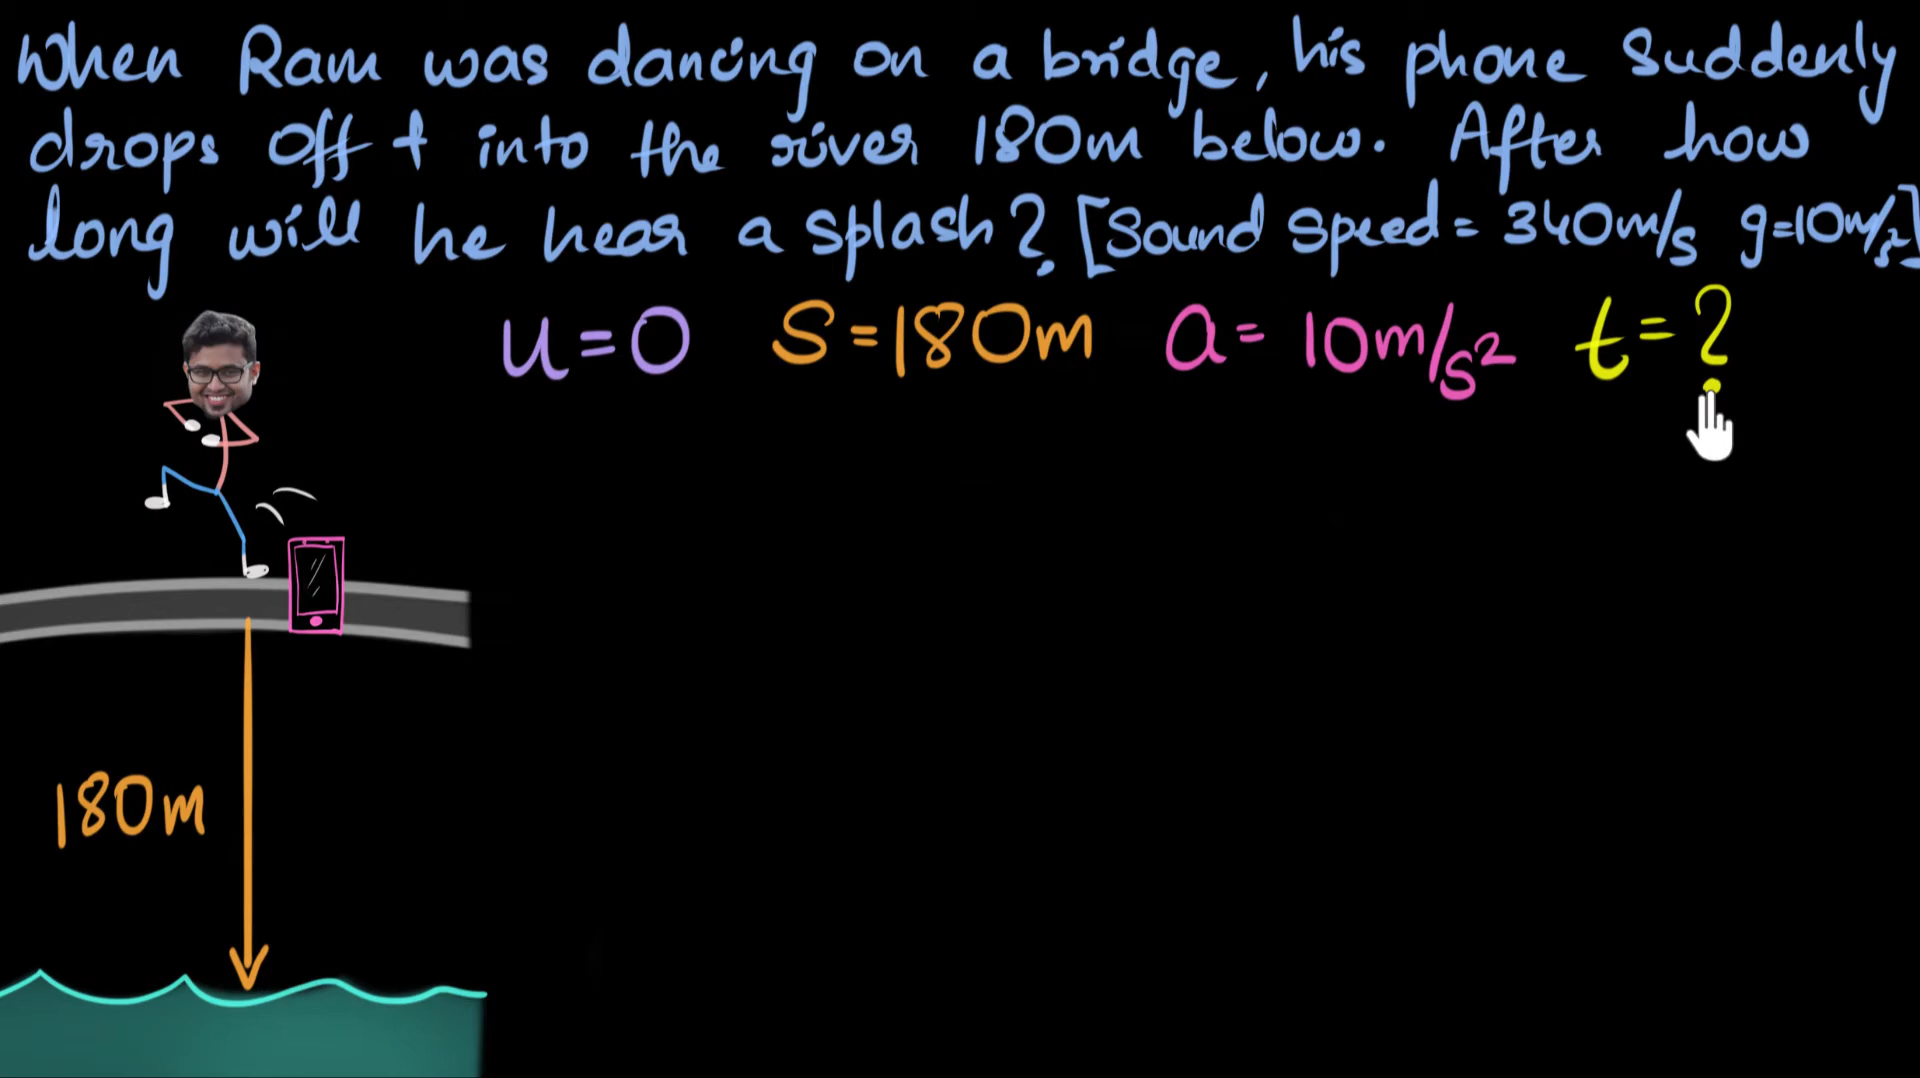 When Ram was dancing on a bridge, his phone suddenly
drops off + into the river 180m below. After how
long will he hear a splash? [Sound speed = 340m/s g=10m/s²]
u=0 S=180m a=10m/s² t=?
180m